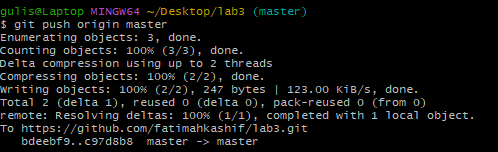 gulis@Laptop MINGW64 ~/Desktop/lab3 (master)
$ git push origin master
Enumerating objects: 3, done.
Counting objects: 100% (3/3), done.
Delta compression using up to 2 threads
Compressing objects: 100% (2/2), done.
Writing objects: 100% (2/2), 247 bytes | 123.00 KiB/s, done.
Total 2 (delta 1), reused 0 (delta 0), pack-reused 0 (from 0)
remote: Resolving deltas: 100% (1/1), completed with 1 local object.
To https://github.com/fatimahkashif/lab3.git
   bdeebf9..c97d8b8  master -> master